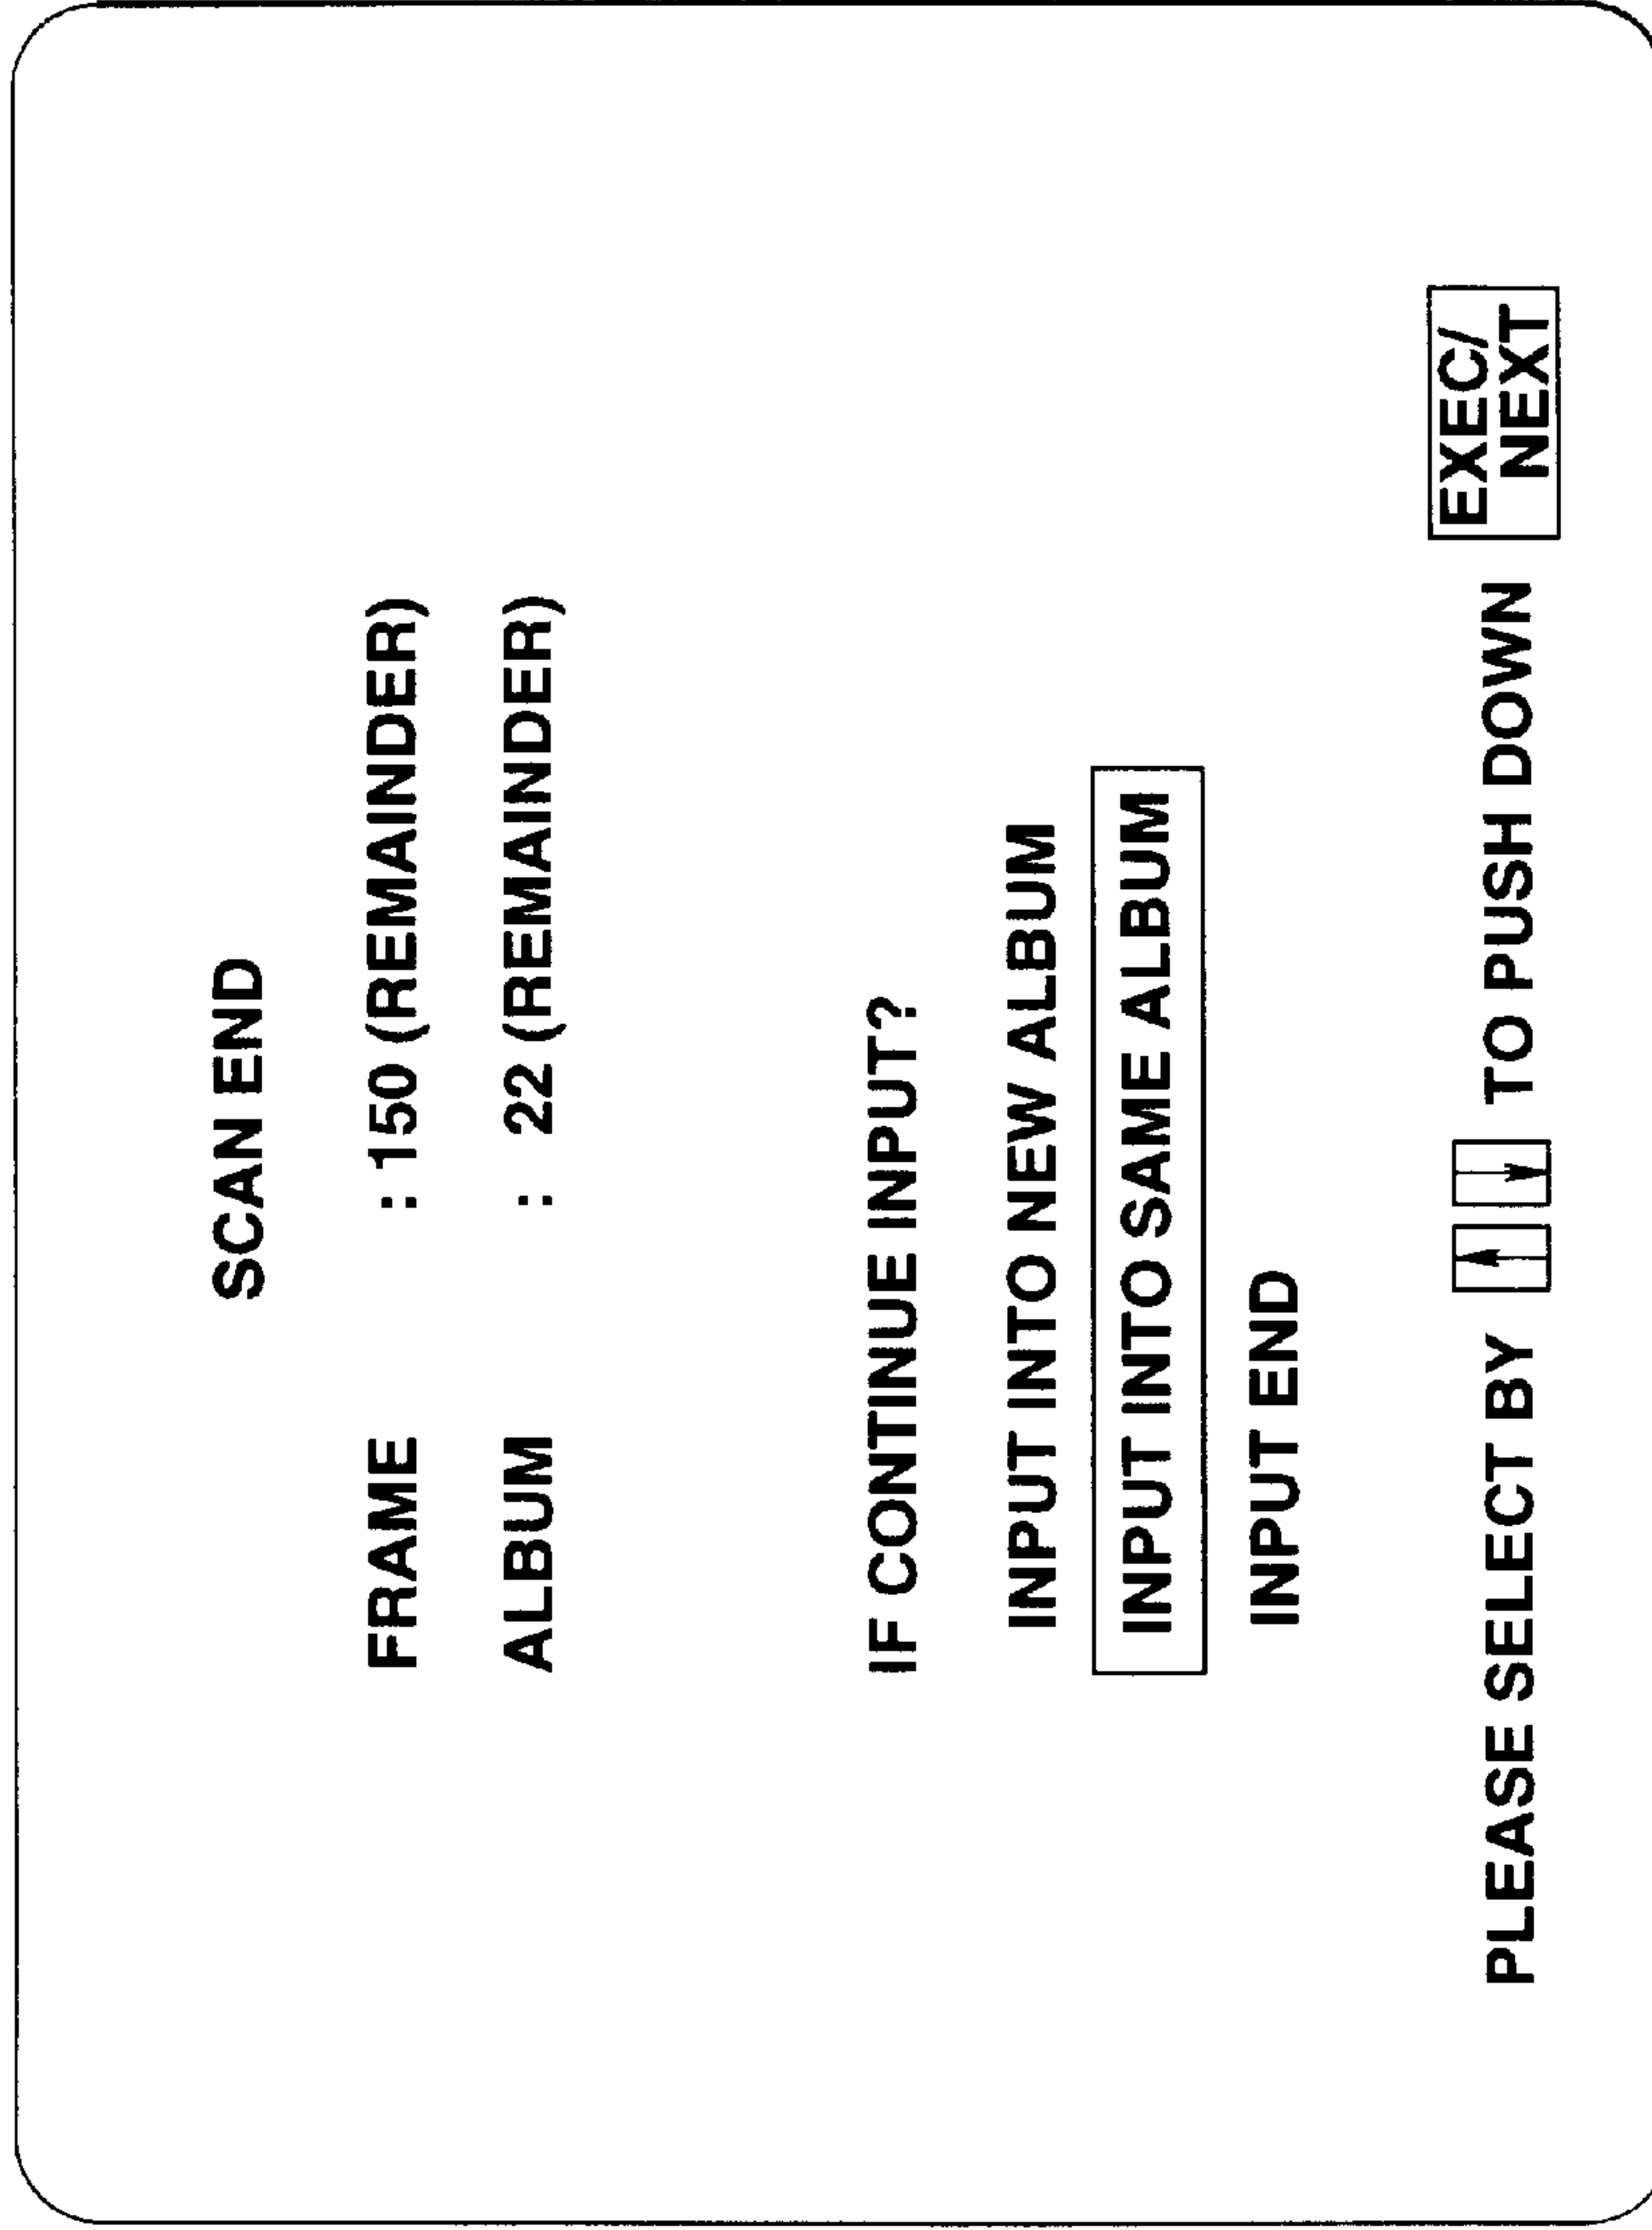 SCAN END
FRAME : 150 (REMAINDER)
ALBUM : 22 (REMAINDER)
IF CONTINUE INPUT?
INPUT INTO NEW ALBUM
INPUT INTO SAME ALBUM
INPUT END
PLEASE SELECT BY ↑ ↓ TO PUSH DOWN EXEC/
NEXT